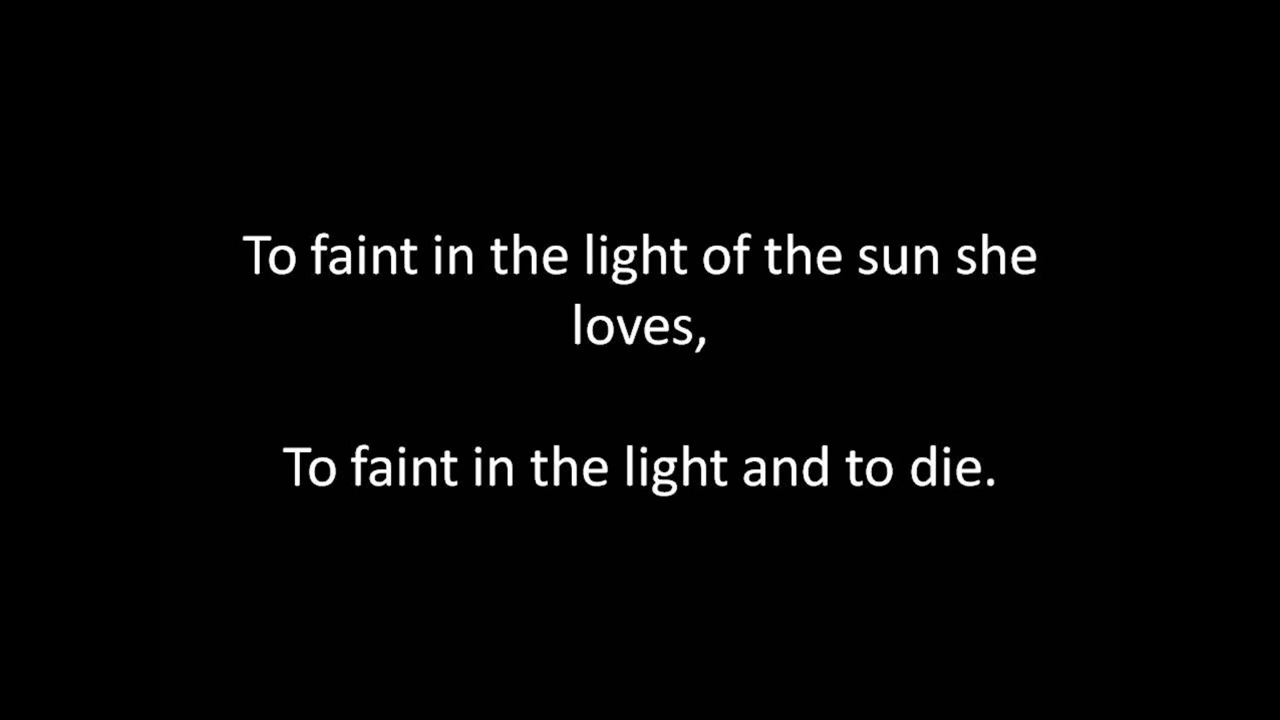 To faint in the light of the sun she
loves,
To faint in the light and to die.